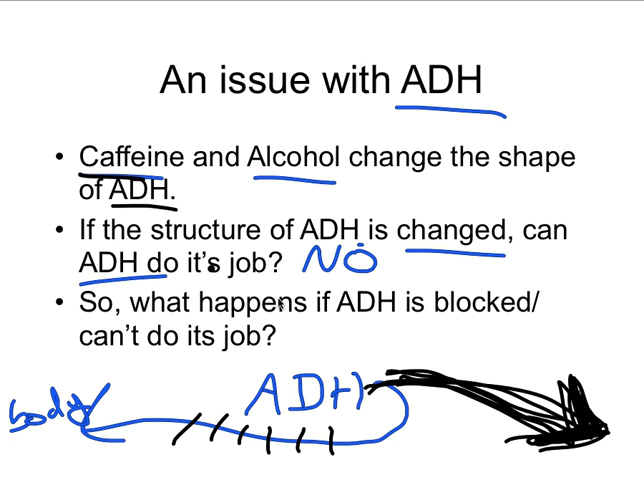 An issue with ADH
• Caffeine and Alcohol change the shape
of ADH.
• If the structure of ADH is changed, can
ADH do it's job? NO
• So, what happens if ADH is blocked/
can't do its job?
ADH
body